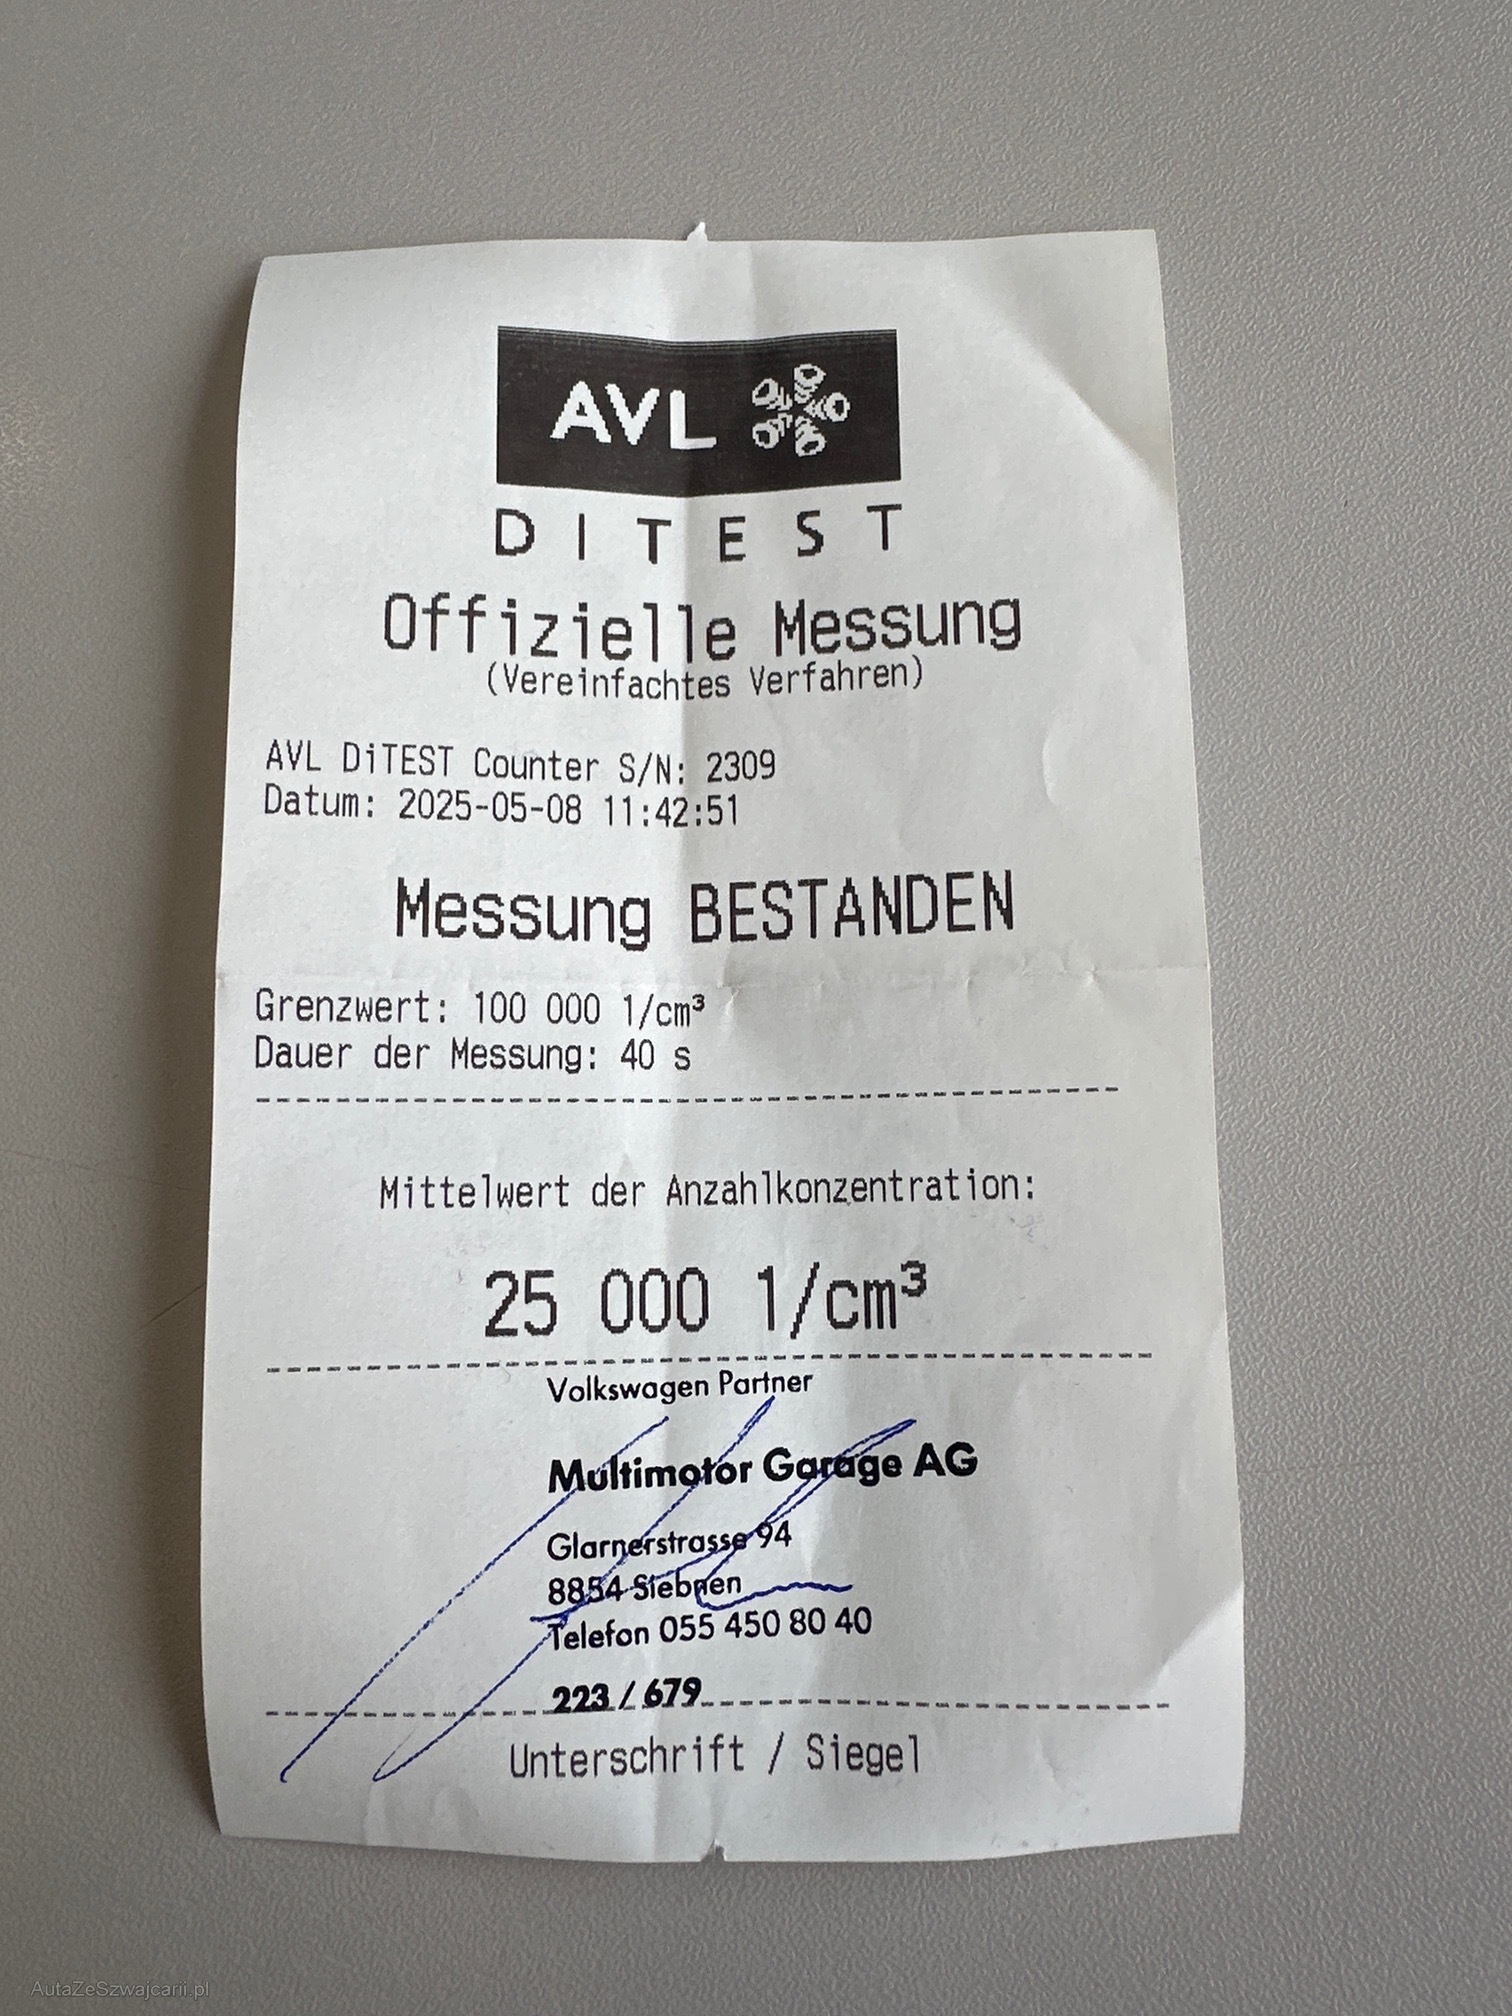 AVL
DITEST
Offizielle Messung
(Vereinfachtes Verfahren)
AVL DiTEST Counter S/N: 2309
Datum: 2025-05-08 11:42:51
Messung BESTANDEN
Grenzwert: 100 000 1/cm³
Dauer der Messung: 40 s
Mittelwert der Anzahlkonzentration:
25 000 1/cm³
Volkswagen Partner
Multimotor Garage AG
Glarnerstrasse 94
8854 Siebnen
Telefon 055 450 80 40
223 / 679
Unterschrift / Siegel
AutaZeSzwajcarii.pl